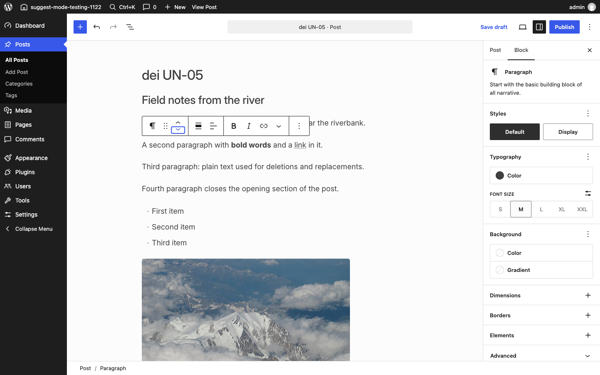 suggest-mode-testing-1122
Ctrl+K
0
New
View Post
admin
Dashboard
Posts
All Posts
Add Post
Categories
Tags
Media
Pages
Comments
Appearance
Plugins
Users
Tools
Settings
Collapse Menu
dei UN-05 · Post
Save draft
Publish
dei UN-05
Field notes from the river
ar the riverbank.
B I
A second paragraph with bold words and a link in it.
Third paragraph: plain text used for deletions and replacements.
Fourth paragraph closes the opening section of the post.
· First item
· Second item
· Third item
Post / Paragraph
Post
Block
Paragraph
Start with the basic building block of
all narrative.
Styles
Default
Display
Typography
Color
FONT SIZE
S M L XL XXL
Background
Color
Gradient
Dimensions
Borders
Elements
Advanced